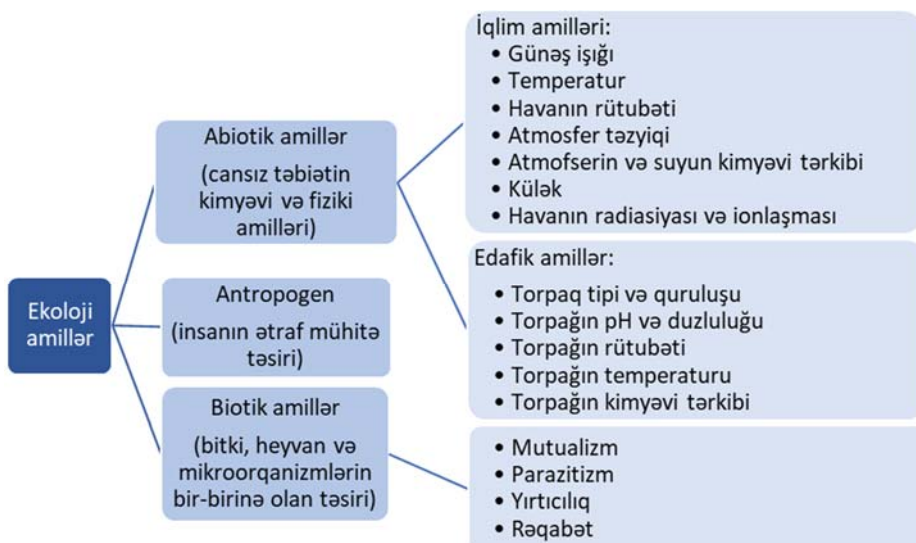 Ekoloji
amillər
Abiotik amillər
(cansız təbiətin
kimyəvi və fiziki
amilləri)
İqlim amilləri:
• Günəş işığı
• Temperatur
• Havanın rütubəti
• Atmosfer təzyiqi
• Atmofserin və suyun kimyəvi tərkibi
• Külək
• Havanın radiasiyası və ionlaşması
Edafik amillər:
• Torpaq tipi və quruluşu
• Torpağın pH və duzluluğu
• Torpağın rütubəti
• Torpağın temperaturu
• Torpağın kimyəvi tərkibi
Antropogen
(insanın ətraf mühitə
təsiri)
Biotik amillər
(bitki, heyvan və
mikroorqanizmlərin
bir-birinə olan təsiri)
• Mutualizm
• Parazitizm
• Yırtıcılıq
• Rəqabət